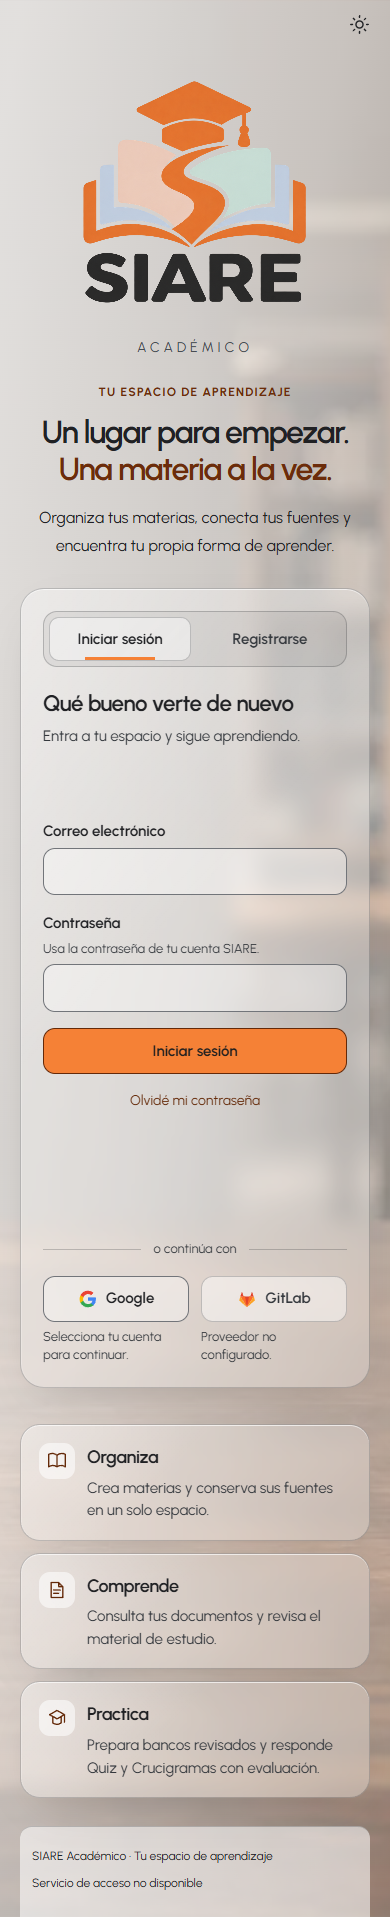 SIARE
ACADÉMICO
TU ESPACIO DE APRENDIZAJE
Un lugar para empezar.
Una materia a la vez.
Organiza tus materias, conecta tus fuentes y
encuentra tu propia forma de aprender.
Iniciar sesión
Registrarse
Qué bueno verte de nuevo
Entra a tu espacio y sigue aprendiendo.
Correo electrónico
Contraseña
Usa la contraseña de tu cuenta SIARE.
Iniciar sesión
Olvidé mi contraseña
o continúa con
Google
GitLab
Selecciona tu cuenta
para continuar.
Proveedor no
configurado.
Organiza
Crea materias y conserva sus fuentes
en un solo espacio.
Comprende
Consulta tus documentos y revisa el
material de estudio.
Practica
Prepara bancos revisados y responde
Quiz y Crucigramas con evaluación.
SIARE Académico · Tu espacio de aprendizaje
Servicio de acceso no disponible